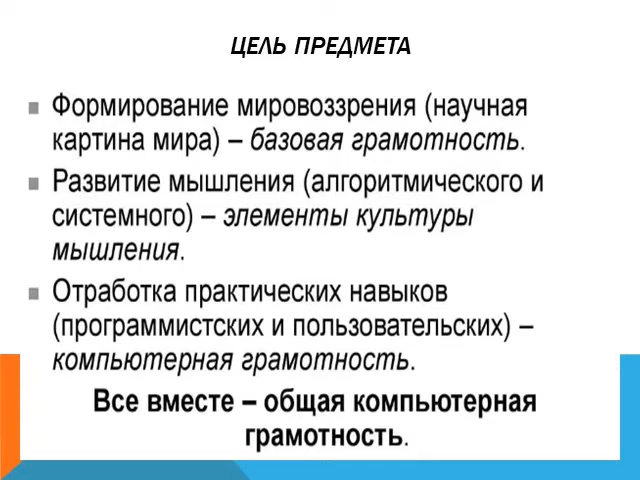 ЦЕЛЬ ПРЕДМЕТА
Формирование мировоззрения (научная
картина мира) – базовая грамотность.
Развитие мышления (алгоритмического и
системного) – элементы культуры
мышления.
Отработка практических навыков
(программистских и пользовательских) –
компьютерная грамотность.
Все вместе – общая компьютерная
грамотность.